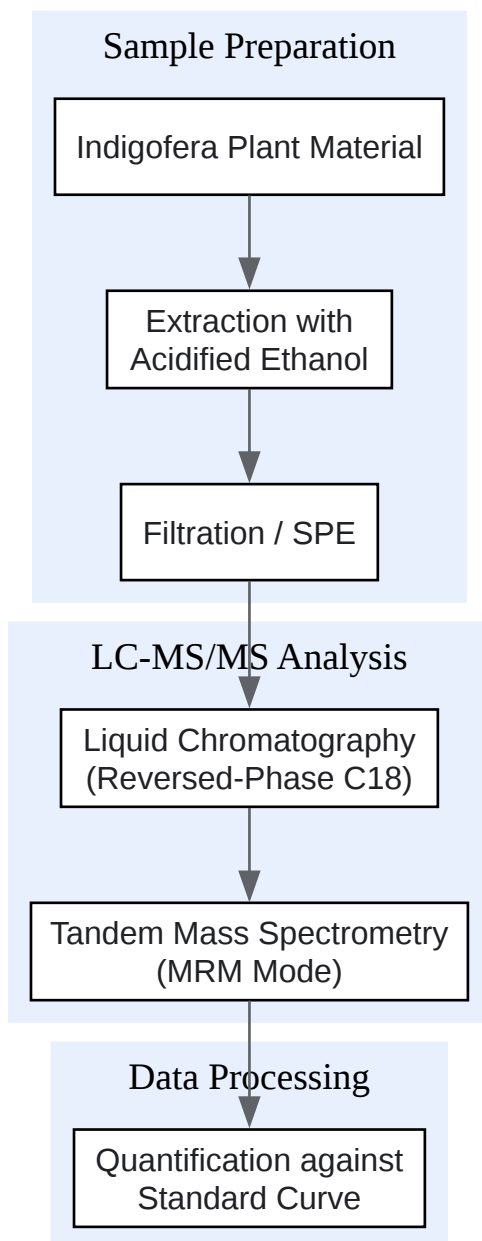 Sample Preparation
Indigofera Plant Material
Extraction with
Acidified Ethanol
Filtration / SPE
LC-MS/MS Analysis
Liquid Chromatography
(Reversed-Phase C18)
Tandem Mass Spectrometry
(MRM Mode)
Data Processing
Quantification against
Standard Curve